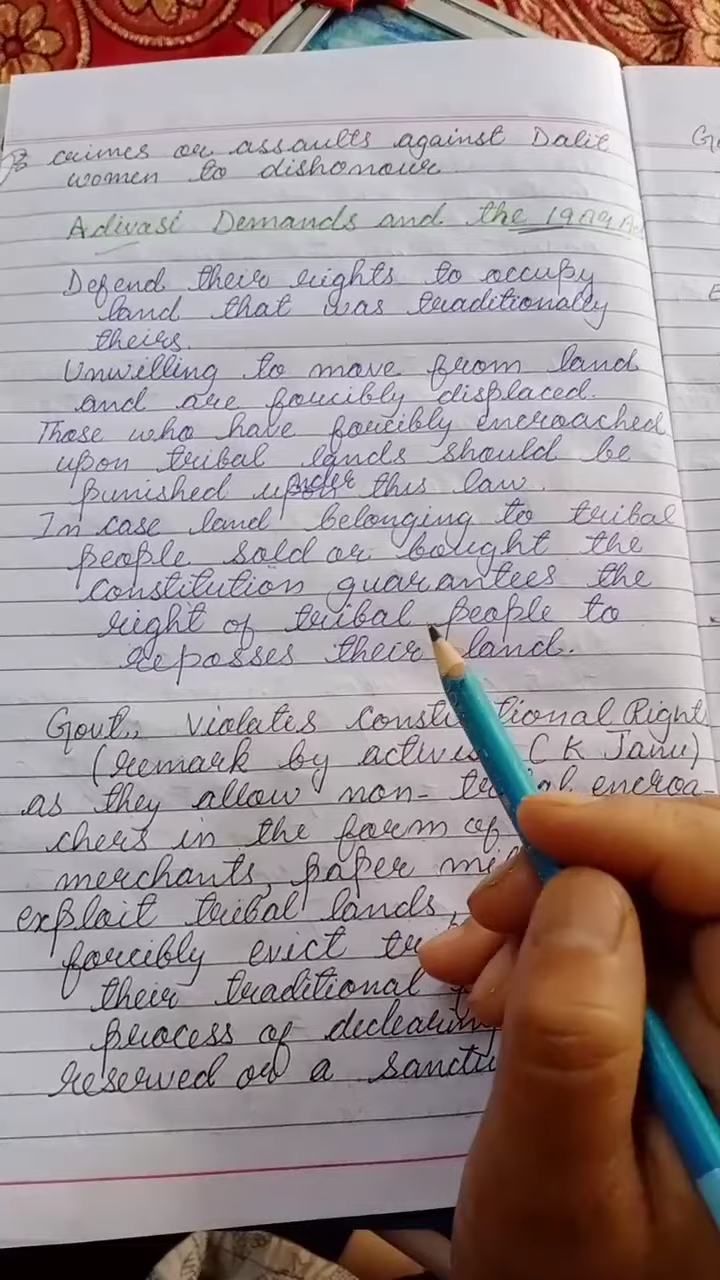 crimes or assaults against Dalit
women to dishonour
Adivasi Demands and the 1989
Defend their rights to occupy
land that was traditionally
theirs.
Unwilling to move from land
and are forcibly displaced.
Those who have forcibly encroached
upon tribal lands should be
punished under this law.
In case land belonging to tribal
people sold or bought the
constitution guarantees the
right of tribal people to
reposses their land.
Govt., violates Constitutional Right
(remark by C K Janu)
as they allow non- encroa-
chers in the form of
merchants, paper
exploit tribal lands,
forcibly evict
their traditional
process of
reserved or a